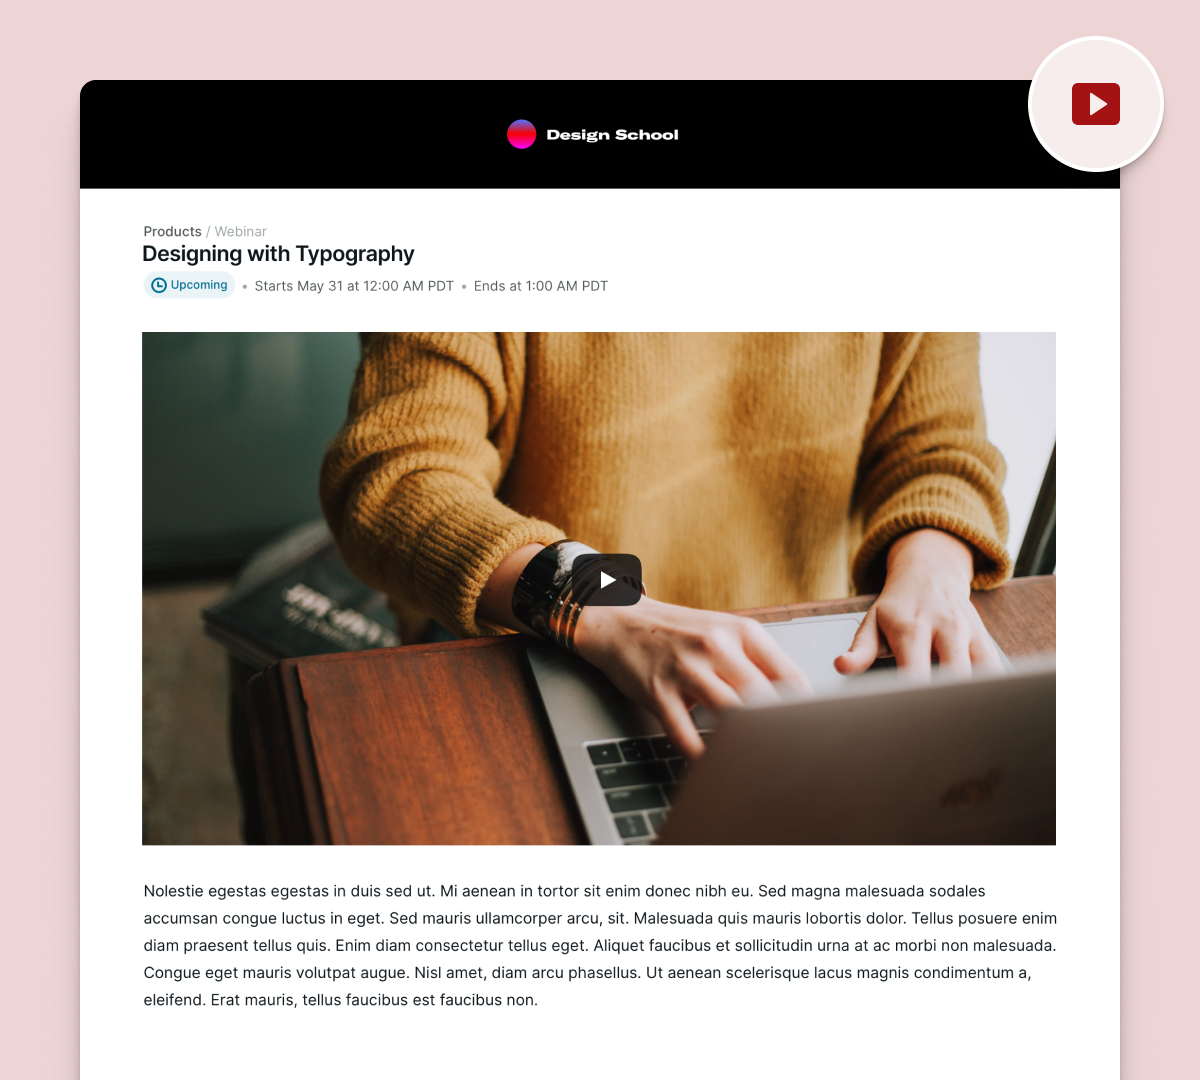 Design School
Products / Webinar
Designing with Typography
Upcoming • Starts May 31 at 12:00 AM PDT • Ends at 1:00 AM PDT
Nolestie egestas egestas in duis sed ut. Mi aenean in tortor sit enim donec nibh eu. Sed magna malesuada sodales
accumsan congue luctus in eget. Sed mauris ullamcorper arcu, sit. Malesuada quis mauris lobortis dolor. Tellus posuere enim
diam praesent tellus quis. Enim diam consectetur tellus eget. Aliquet faucibus et sollicitudin urna at ac morbi non malesuada.
Congue eget mauris volutpat augue. Nisl amet, diam arcu phasellus. Ut aenean scelerisque lacus magnis condimentum a,
eleifend. Erat mauris, tellus faucibus est faucibus non.